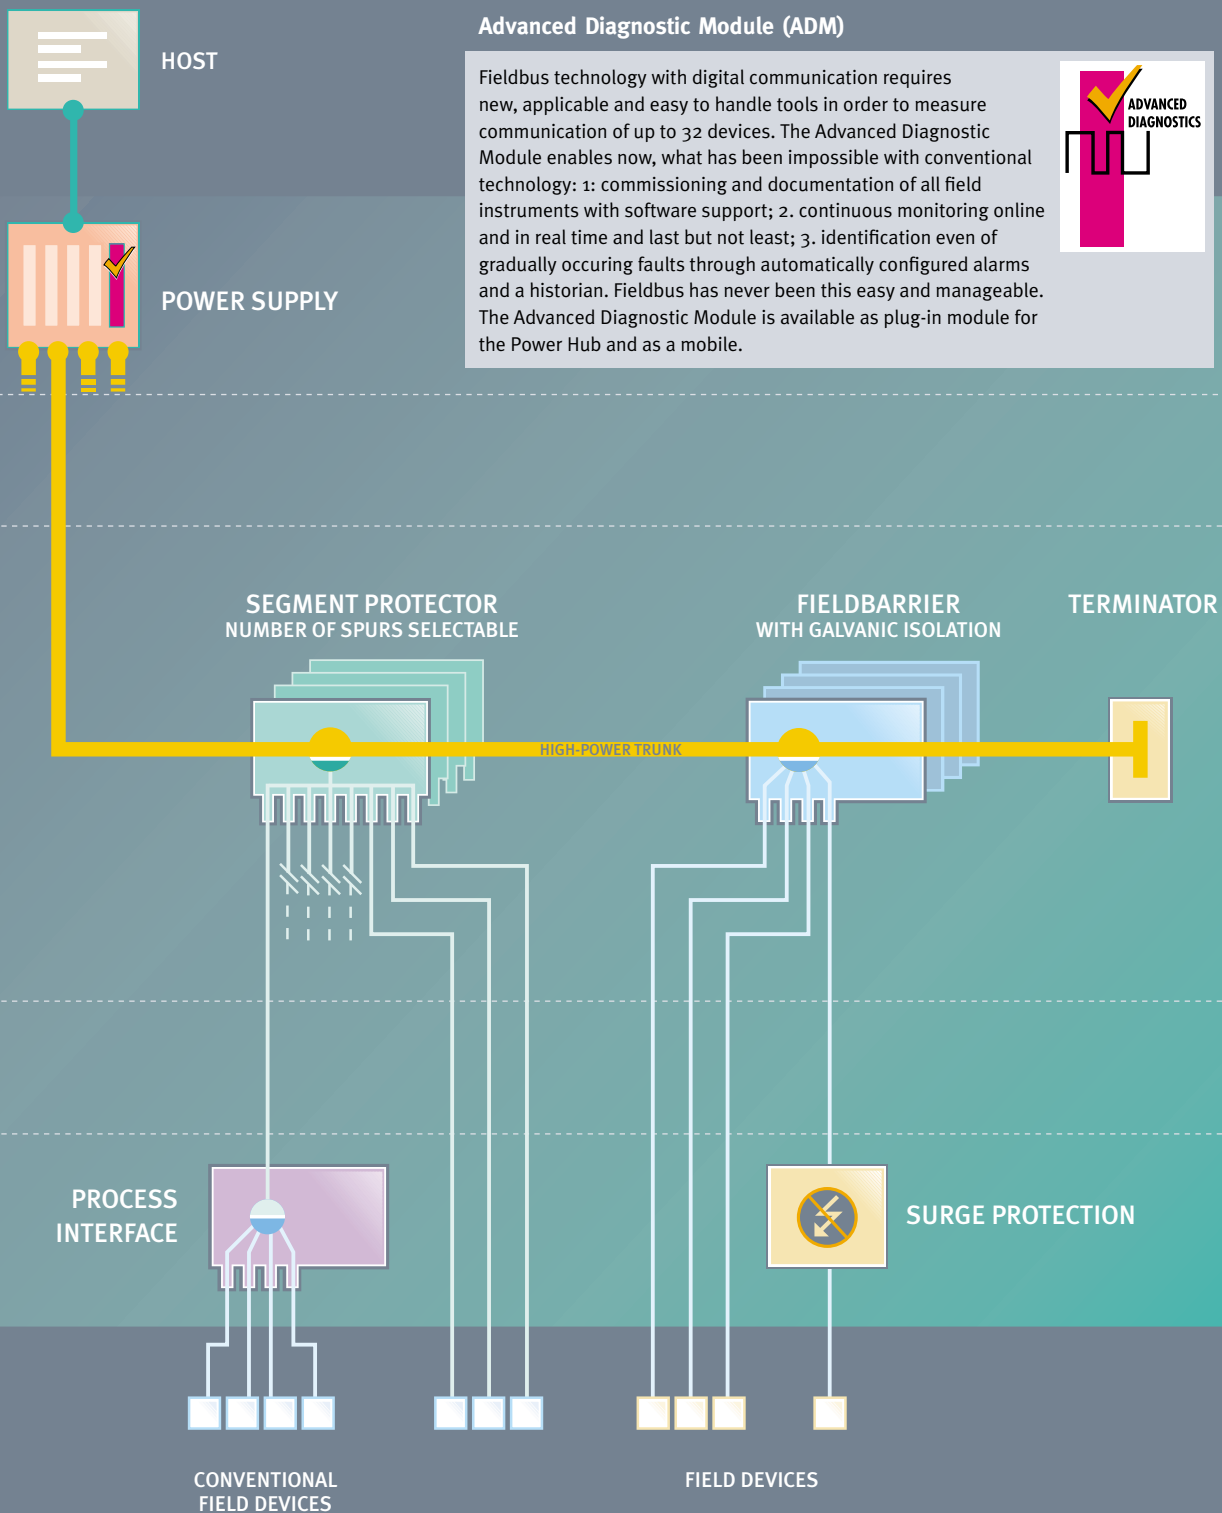 HOST
Advanced Diagnostic Module (ADM)
Fieldbus technology with digital communication requires
new, applicable and easy to handle tools in order to measure
communication of up to 32 devices. The Advanced Diagnostic
Module enables now, what has been impossible with conventional
technology: 1: commissioning and documentation of all field
instruments with software support; 2. continuous monitoring online
and in real time and last but not least; 3. identification even of
gradually occuring faults through automatically configured alarms
and a historian. Fieldbus has never been this easy and manageable.
The Advanced Diagnostic Module is available as plug-in module for
the Power Hub and as a mobile.
ADVANCED
DIAGNOSTICS
POWER SUPPLY
SEGMENT PROTECTOR
NUMBER OF SPURS SELECTABLE
FIELDBARRIER
WITH GALVANIC ISOLATION
TERMINATOR
HIGH-POWER TRUNK
PROCESS
INTERFACE
SURGE PROTECTION
CONVENTIONAL
FIELD DEVICES
FIELD DEVICES